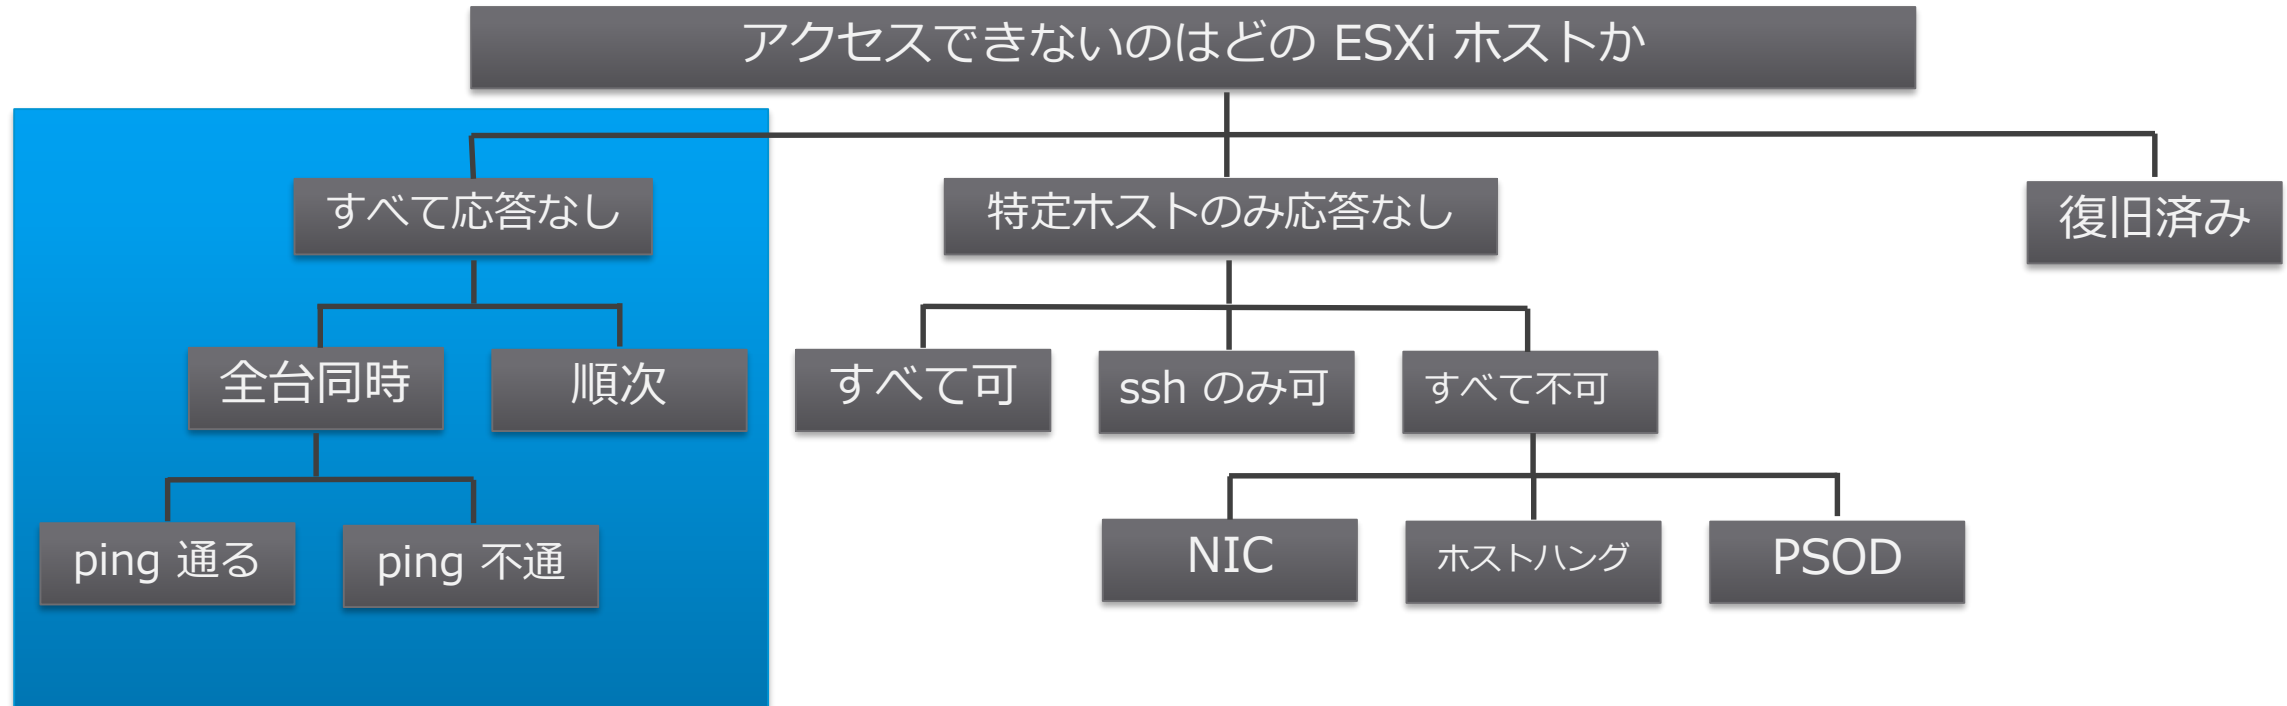 アクセスできないのはどの ESXi ホストか
すべて応答なし
特定ホストのみ応答なし
復旧済み
全台同時
順次
すべて可
ssh のみ可
すべて不可
ping 通る
ping 不通
NIC
ホストハング
PSOD